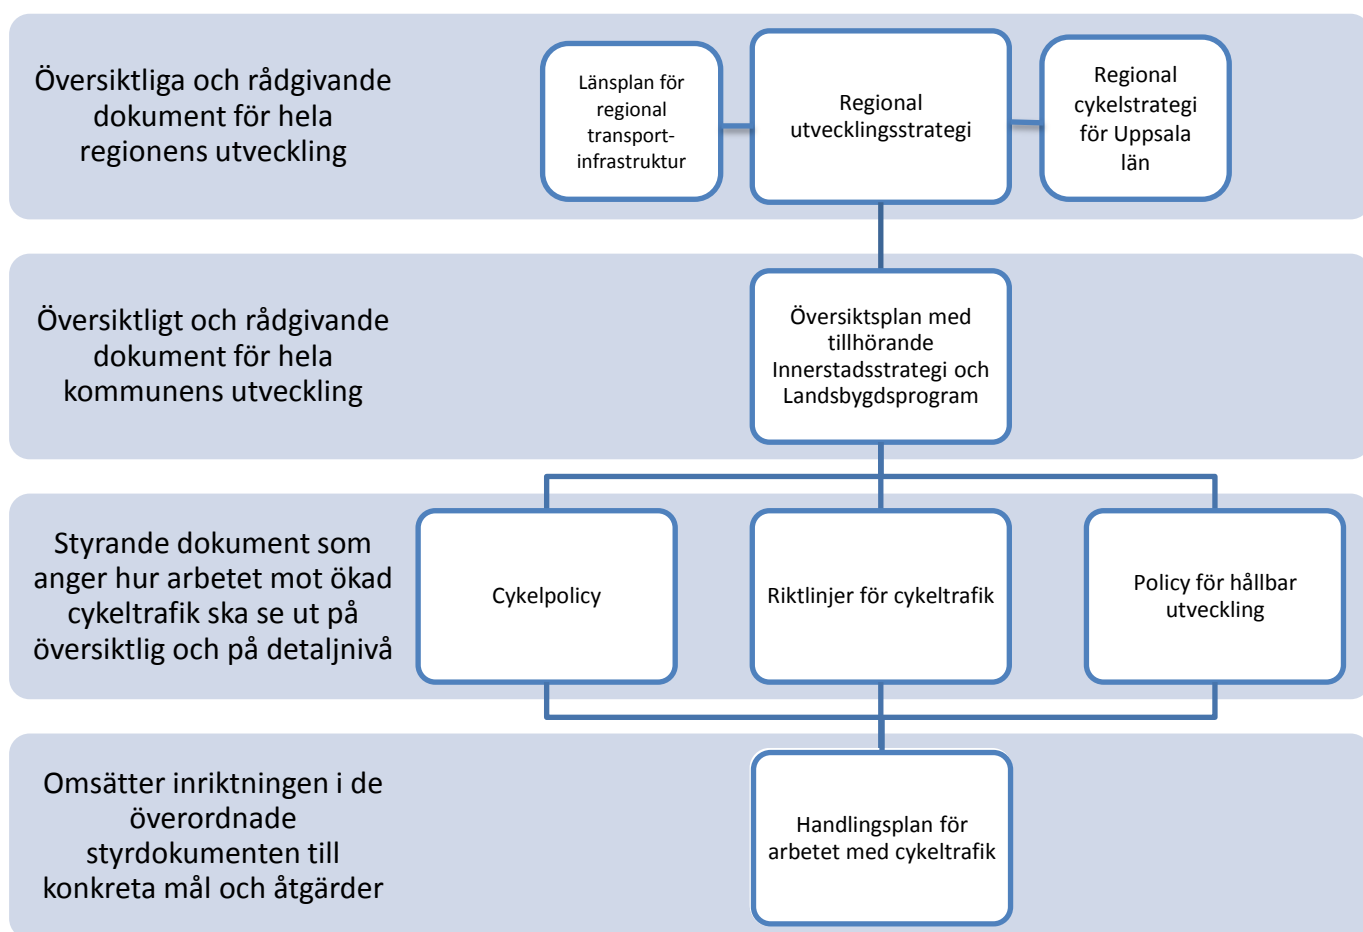 Översiktliga och rådgivande
dokument för hela
regionens utveckling
Länsplan för
regional
transport-
infrastruktur
Regional
utvecklingsstrategi
Regional
cykelstrategi
för Uppsala
län
Översiktligt och rådgivande
dokument för hela
kommunens utveckling
Översiktsplan med
tillhörande
Innerstadsstrategi och
Landsbygdsprogram
Styrande dokument som
anger hur arbetet mot ökad
cykeltrafik ska se ut på
översiktlig och på detaljnivå
Cykelpolicy
Riktlinjer för cykeltrafik
Policy för hållbar
utveckling
Omsätter inriktningen i de
överordnade
styrdokumenten till
konkreta mål och åtgärder
Handlingsplan för
arbetet med cykeltrafik